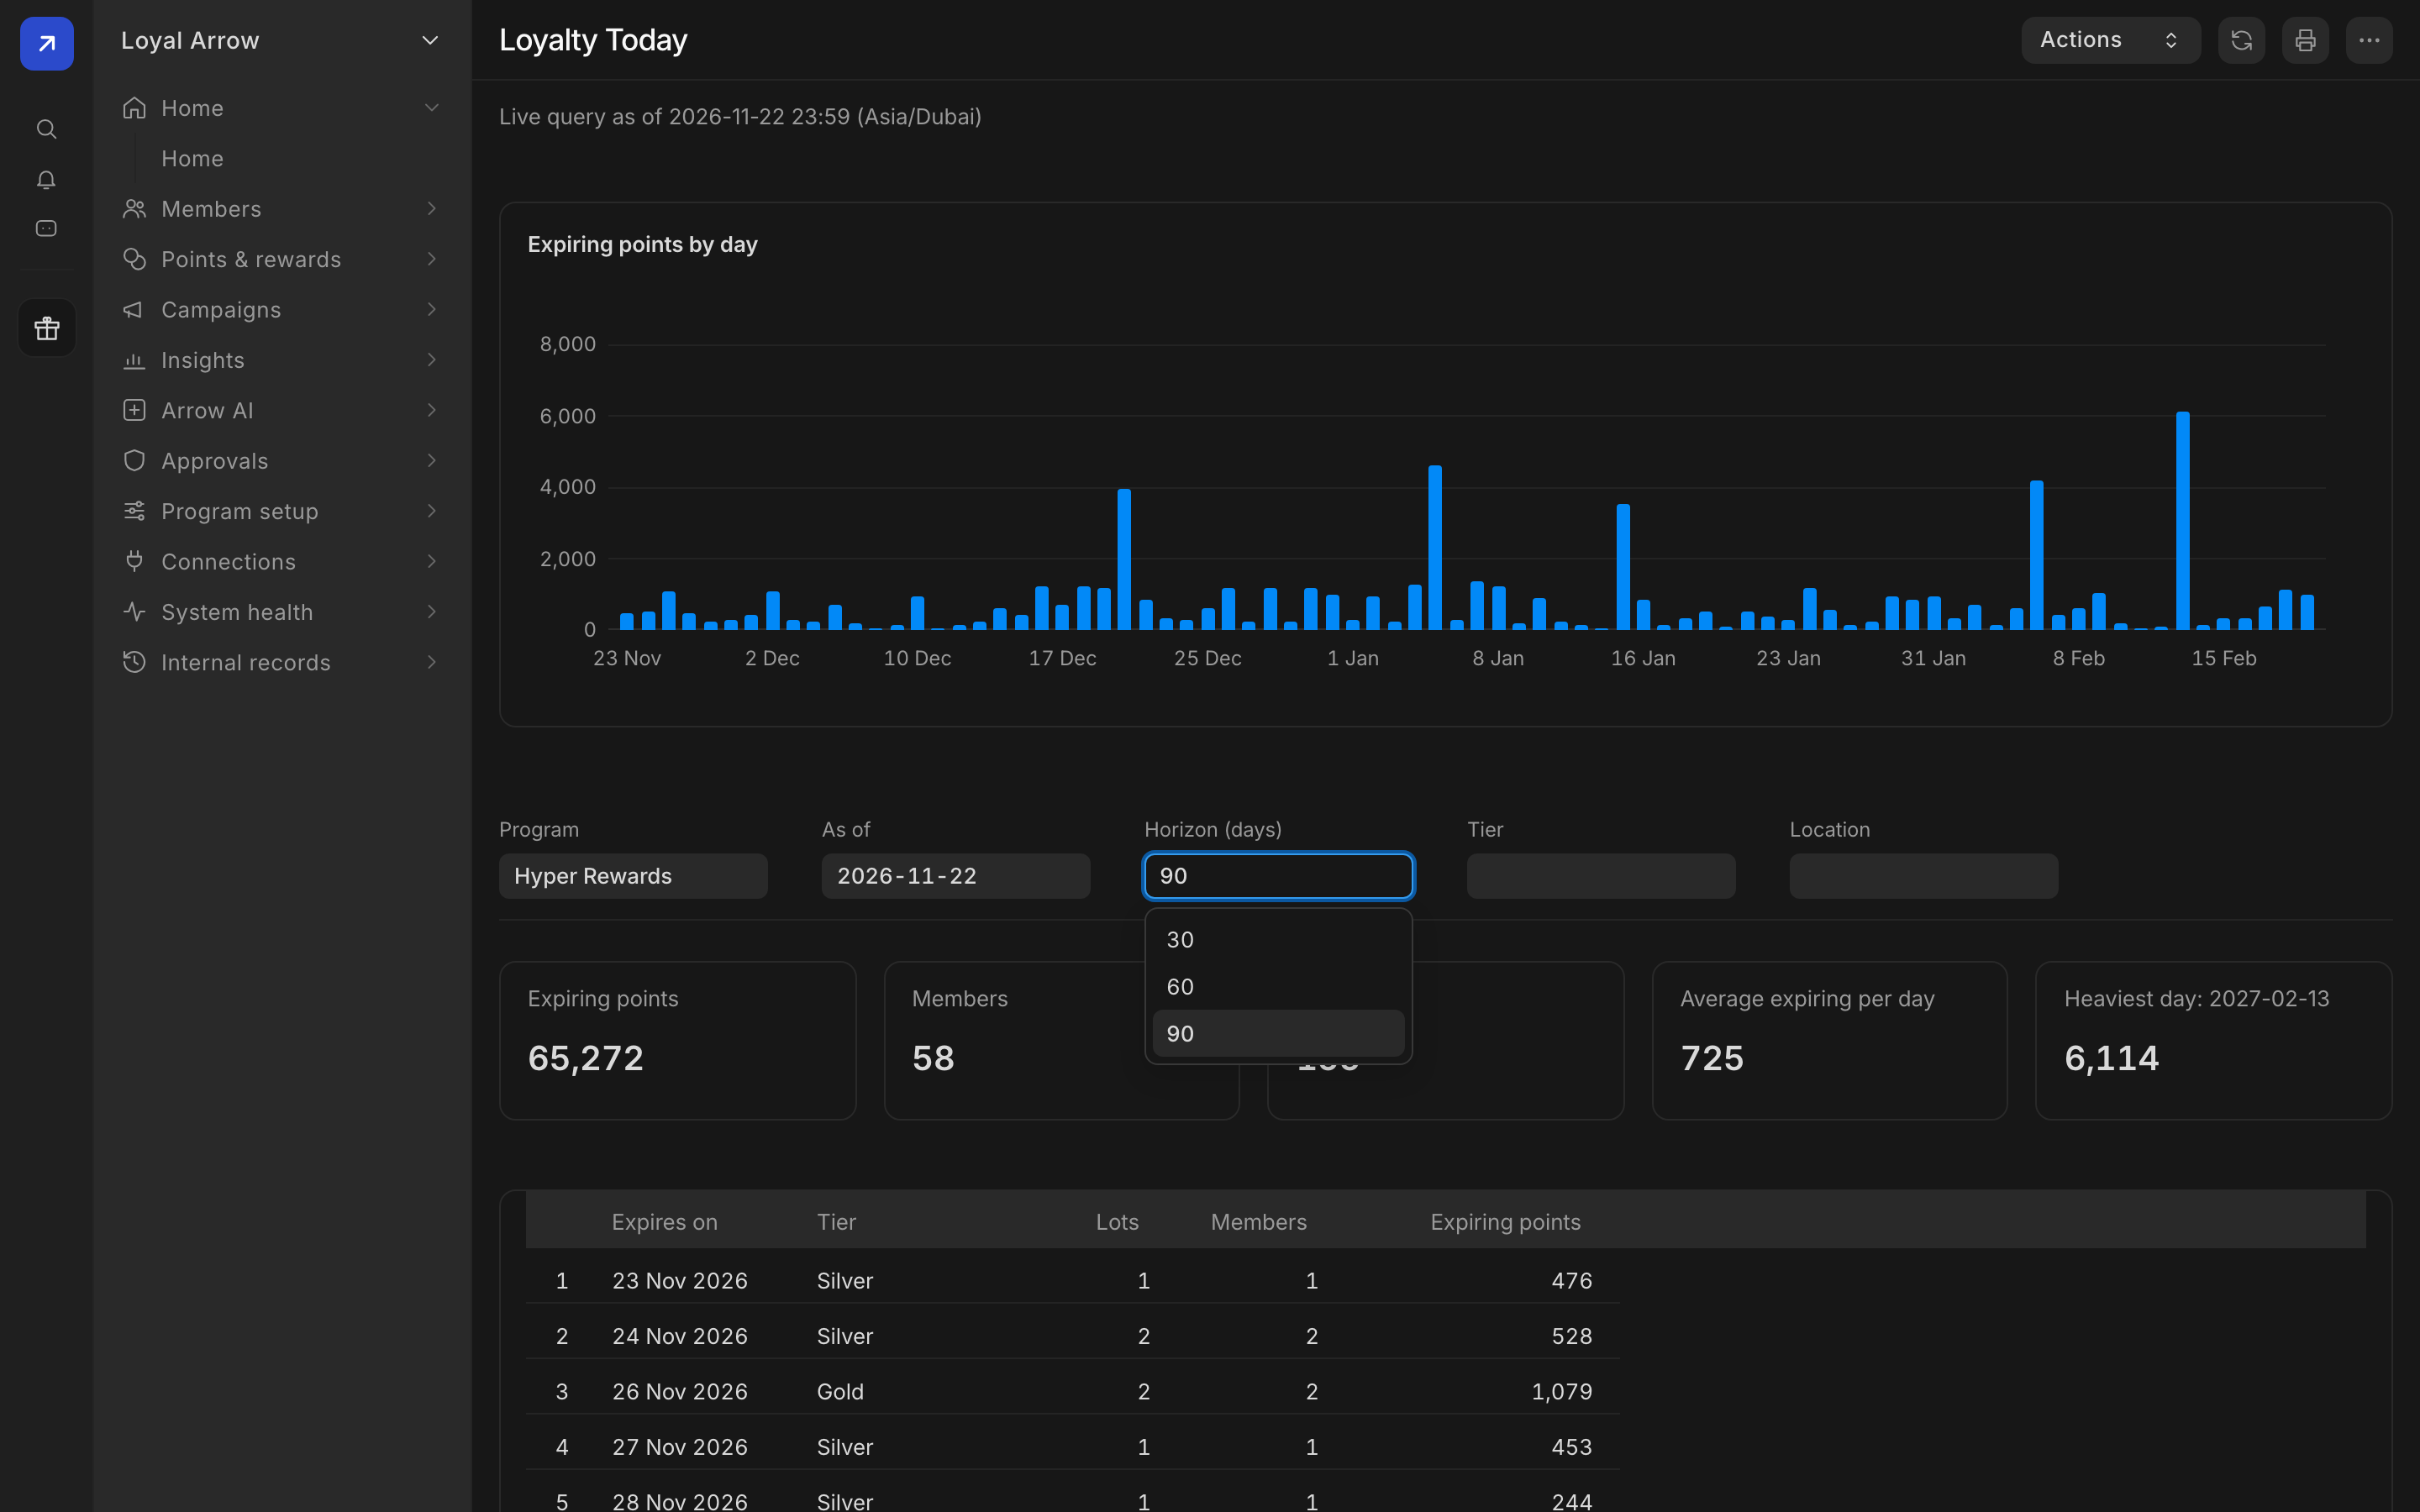 Loyal Arrow
Home
Home
Members
Points & rewards
Campaigns
Insights
Arrow AI
Approvals
Program setup
Connections
System health
Internal records
Loyalty Today
Actions
Live query as of 2026-11-22 23:59 (Asia/Dubai)
Expiring points by day
8,000
6,000
4,000
2,000
0
23 Nov 2 Dec 10 Dec 17 Dec 25 Dec 1 Jan 8 Jan 16 Jan 23 Jan 31 Jan 8 Feb 15 Feb
Program As of Horizon (days) Tier Location
Hyper Rewards 2026-11-22 90
30
60
90
Expiring points Members Average expiring per day Heaviest day: 2027-02-13
65,272 58 725 6,114
Expires on Tier Lots Members Expiring points
1 23 Nov 2026 Silver 1 1 476
2 24 Nov 2026 Silver 2 2 528
3 26 Nov 2026 Gold 2 2 1,079
4 27 Nov 2026 Silver 1 1 453
5 28 Nov 2026 Silver 1 1 244